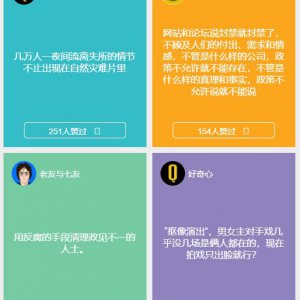 几万人一夜间流离失所的情节
不止出现在自然灾难片里
251人赞过
网站和论坛说封禁就封禁了，
不顾及人们的付出、需求和情
感，不管是什么样的公司，政
策不允许就不能存在，不管是
什么样的真理和事实，政策不
允许说就不能说
154人赞过
老友与七友
用反腐的手段清理政见不一的
人士。
Q
好奇心
"抠像演出"，男女主对手戏几
乎没几场是俩人都在的，现在
拍戏只出脸就行？